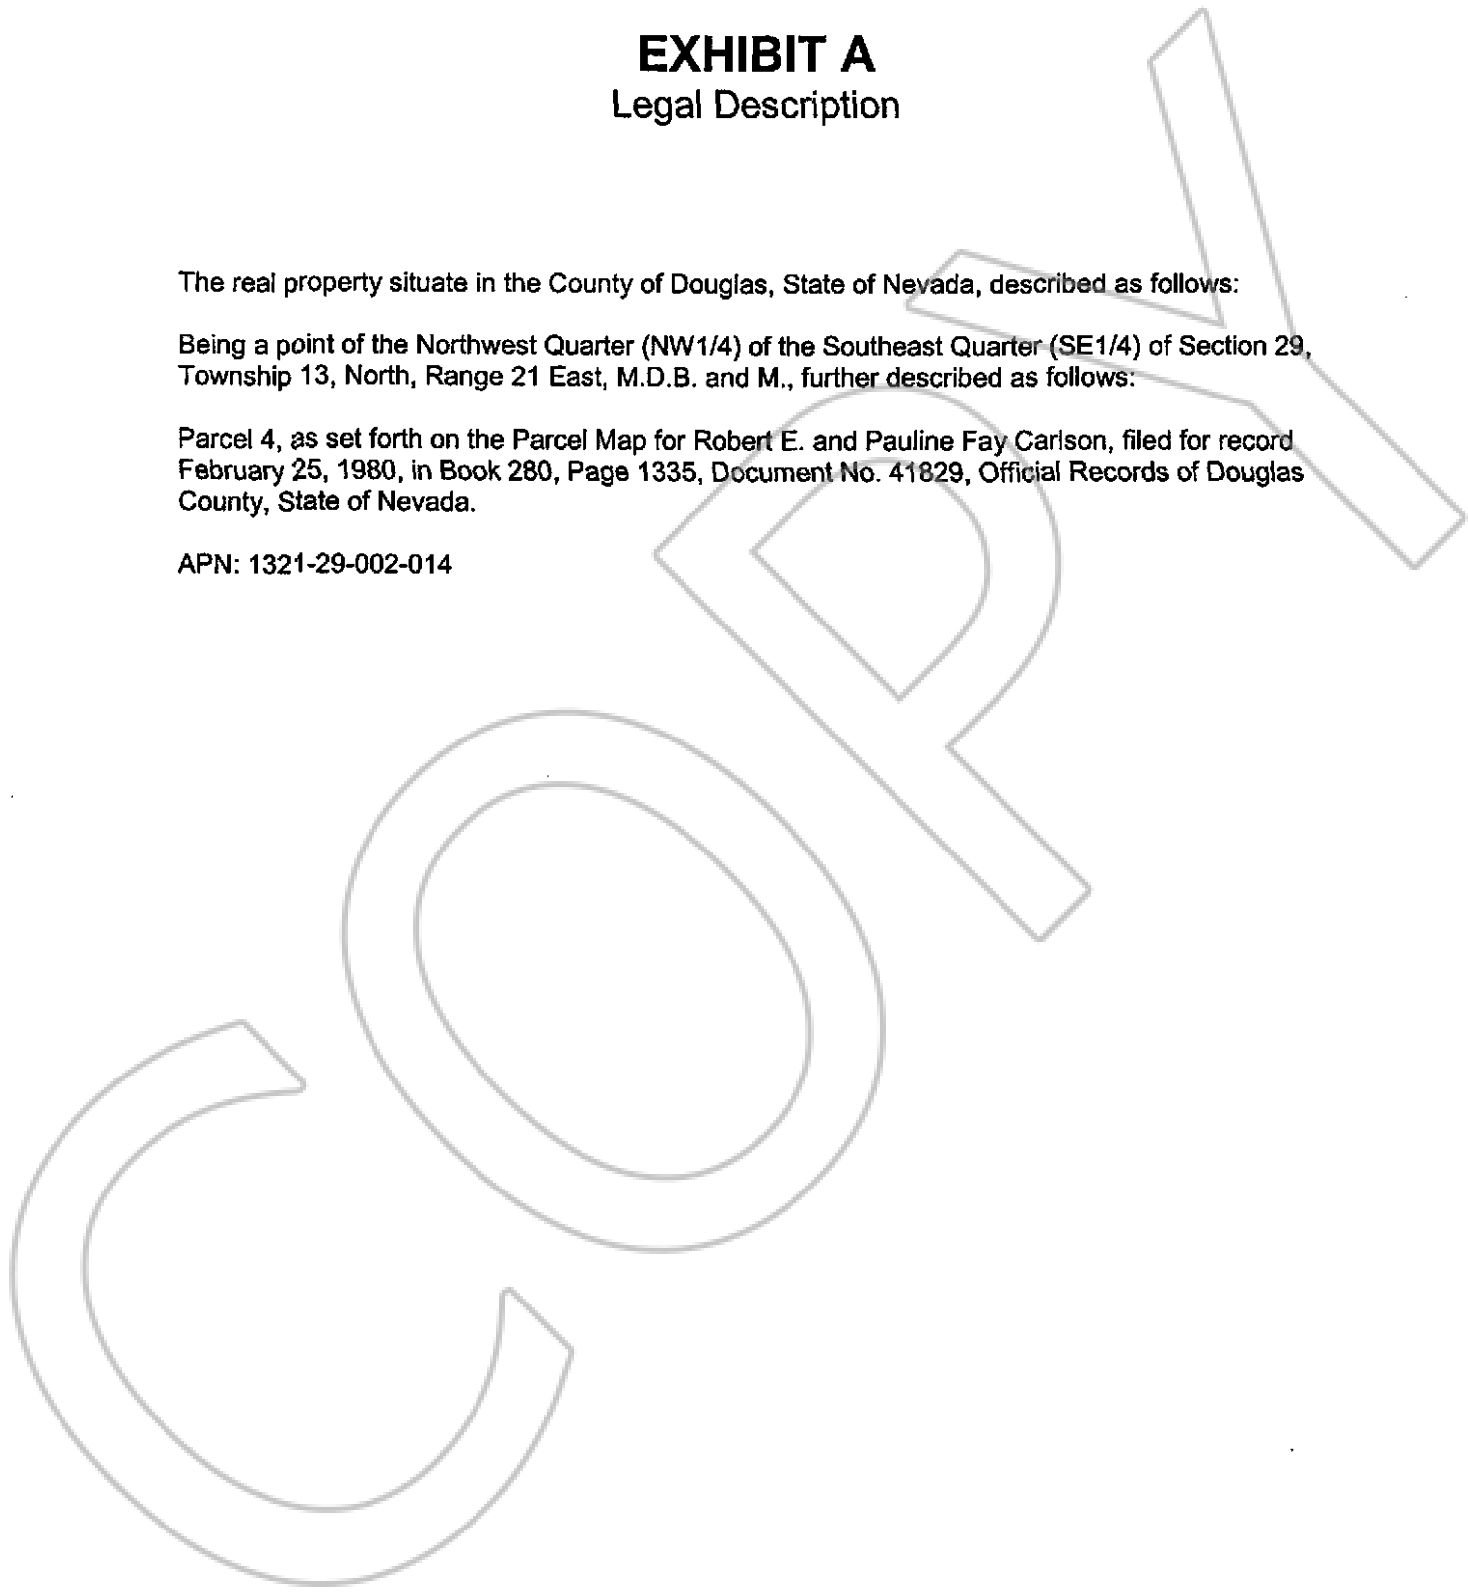 EXHIBIT A
Legal Description
The real property situate in the County of Douglas, State of Nevada, described as follows:
Being a point of the Northwest Quarter (NW1/4) of the Southeast Quarter (SE1/4) of Section 29,
Township 13, North, Range 21 East, M.D.B. and M., further described as follows:
Parcel 4, as set forth on the Parcel Map for Robert E. and Pauline Fay Carlson, filed for record
February 25, 1980, in Book 280, Page 1335, Document No. 41829, Official Records of Douglas
County, State of Nevada.
APN: 1321-29-002-014
COPY